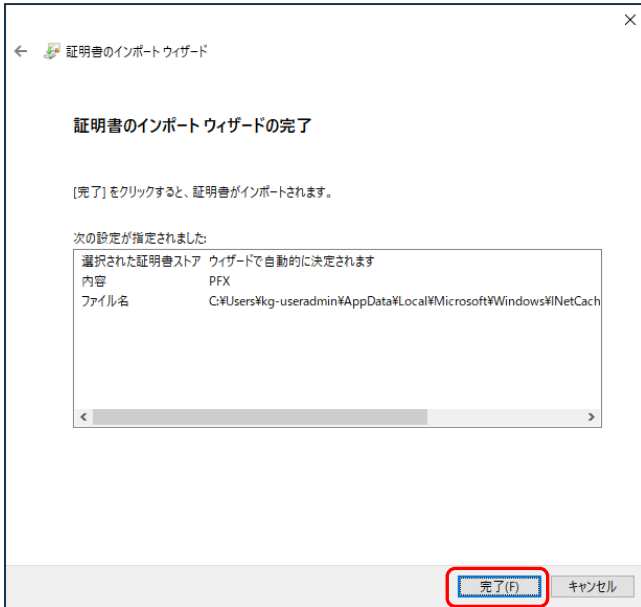 証明書のインポート ウィザード
証明書のインポート ウィザードの完了
[完了] をクリックすると、証明書がインポートされます。
次の設定が指定されました:
選択された証明書ストア ウィザードで自動的に決定されます
内容 PFX
ファイル名 C:¥Users¥kg-useradmin¥AppData¥Local¥Microsoft¥Windows¥INetCach
完了(F) キャンセル